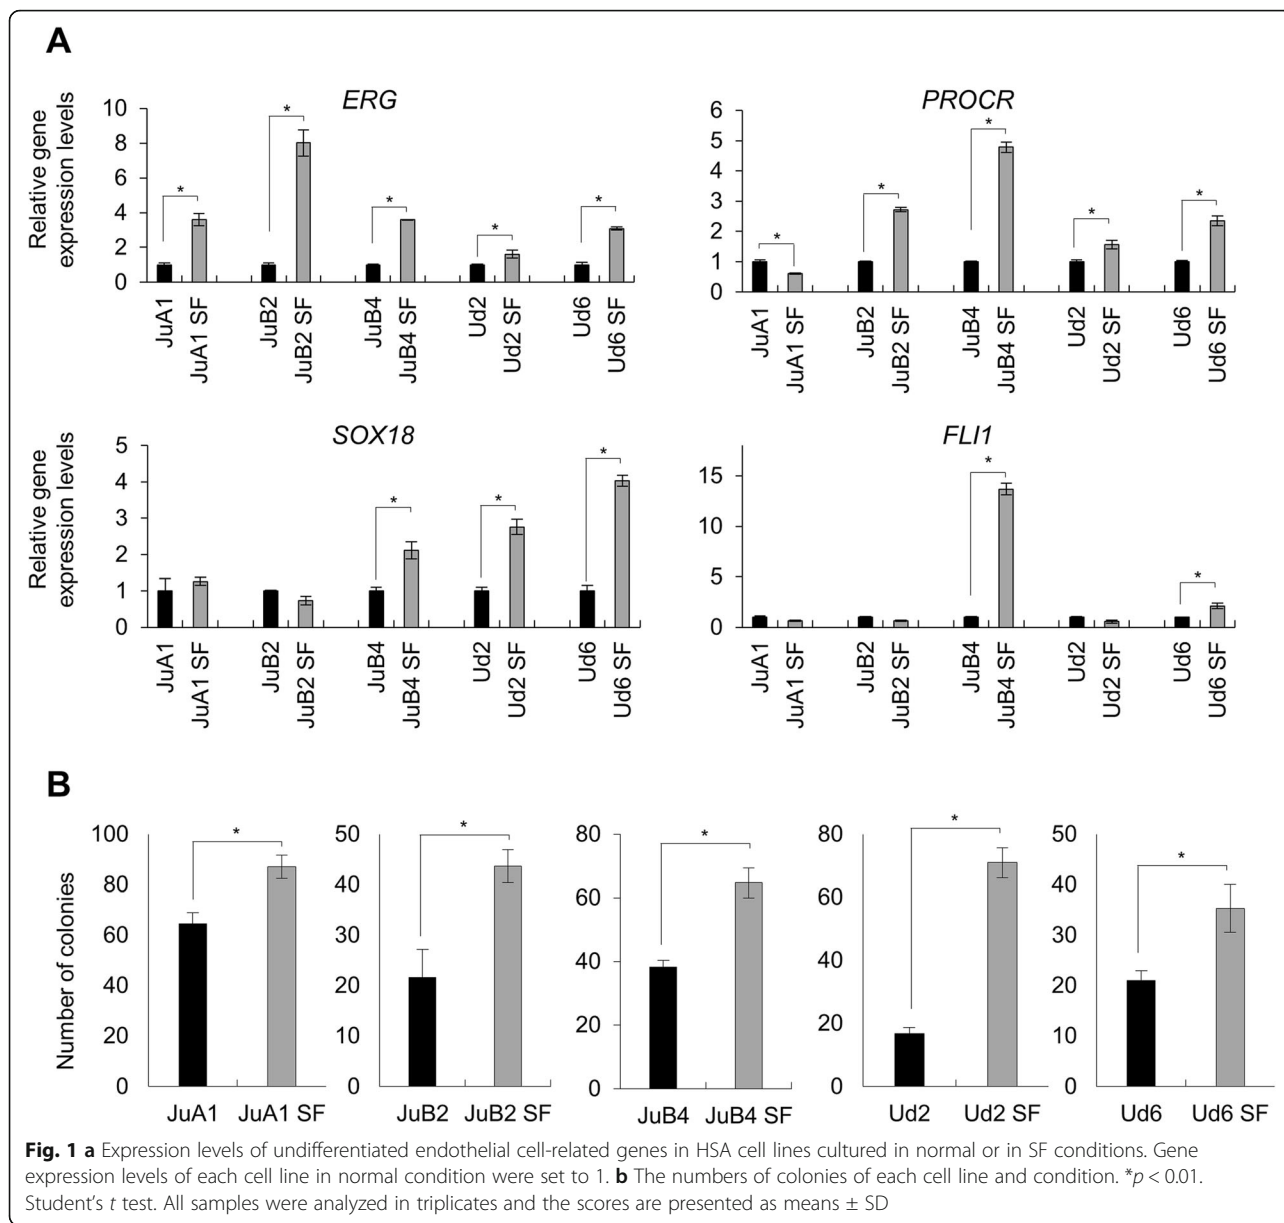 A
ERG
PROCR
Relative gene
expression levels
10
8
6
4
2
0
*
*
*
*
*
JuA1
JuA1 SF
JuB2
JuB2 SF
JuB4
JuB4 SF
Ud2
Ud2 SF
Ud6
Ud6 SF
6
5
4
3
2
1
0
*
*
*
*
*
JuA1
JuA1 SF
JuB2
JuB2 SF
JuB4
JuB4 SF
Ud2
Ud2 SF
Ud6
Ud6 SF
SOX18
FLI1
Relative gene
expression levels
5
4
3
2
1
0
*
*
*
JuA1
JuA1 SF
JuB2
JuB2 SF
JuB4
JuB4 SF
Ud2
Ud2 SF
Ud6
Ud6 SF
15
10
5
0
*
*
JuA1
JuA1 SF
JuB2
JuB2 SF
JuB4
JuB4 SF
Ud2
Ud2 SF
Ud6
Ud6 SF
B
Number of colonies
100
80
60
40
20
0
*
JuA1 JuA1 SF
50
40
30
20
10
0
*
JuB2 JuB2 SF
80
60
40
20
0
*
JuB4 JuB4 SF
80
60
40
20
0
*
Ud2 Ud2 SF
50
40
30
20
10
0
*
Ud6 Ud6 SF
Fig. 1 a Expression levels of undifferentiated endothelial cell-related genes in HSA cell lines cultured in normal or in SF conditions. Gene
expression levels of each cell line in normal condition were set to 1. b The numbers of colonies of each cell line and condition. *p < 0.01.
Student's t test. All samples were analyzed in triplicates and the scores are presented as means ± SD